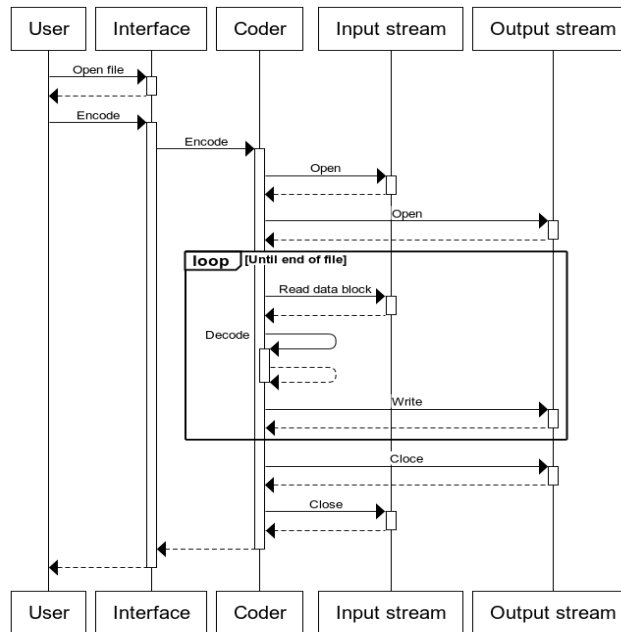 User Interface Coder Input stream Output stream
Open file
Encode
Encode
Open
Open
loop [Until end of file]
Read data block
Decode
Write
Cloce
Close
User Interface Coder Input stream Output stream